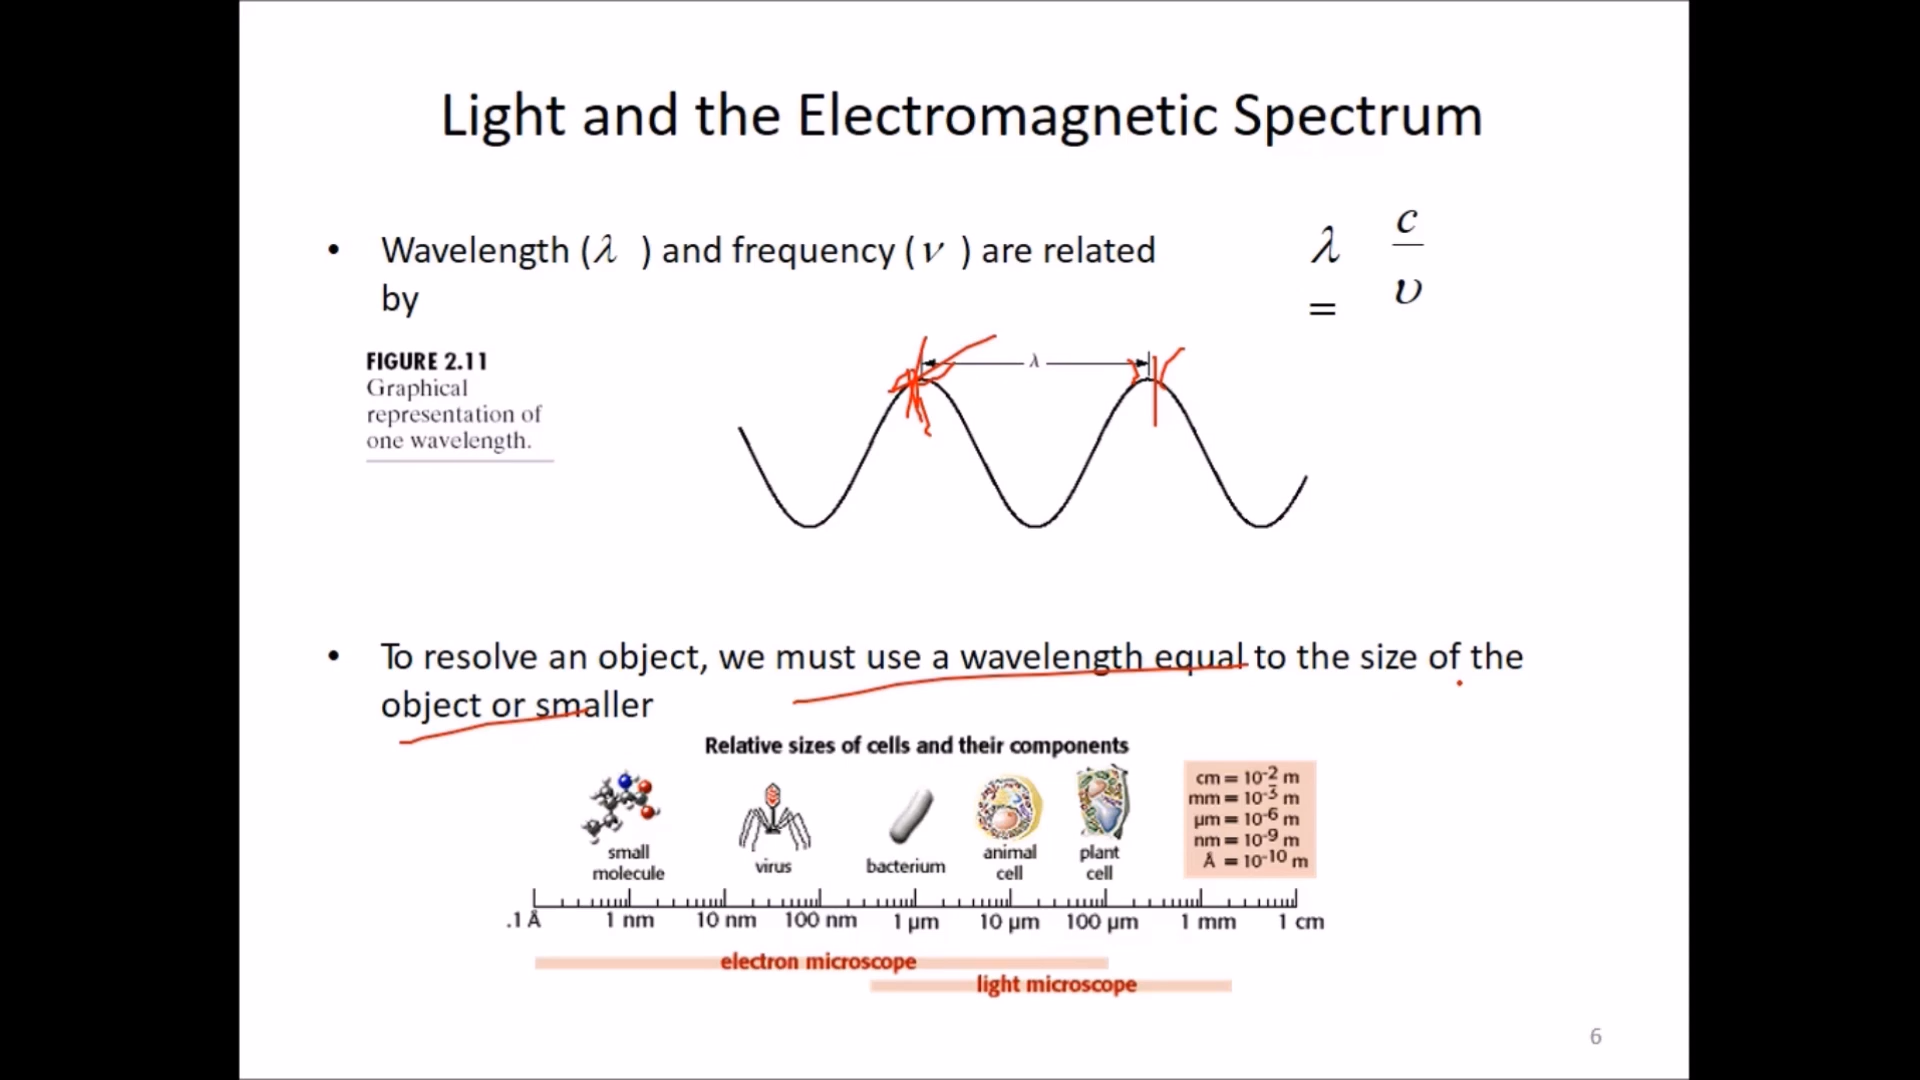 Light and the Electromagnetic Spectrum
• Wavelength (λ ) and frequency (ν ) are related
by
λ
=
c
υ
FIGURE 2.11
Graphical
representation of
one wavelength.
λ
• To resolve an object, we must use a wavelength equal to the size of the
object or smaller
Relative sizes of cells and their components
small
molecule
virus
bacterium
animal
cell
plant
cell
cm = 10⁻² m
mm = 10⁻³ m
µm = 10⁻⁶ m
nm = 10⁻⁹ m
Å = 10⁻¹⁰ m
.1 Å 1 nm 10 nm 100 nm 1 µm 10 µm 100 µm 1 mm 1 cm
electron microscope
light microscope
6